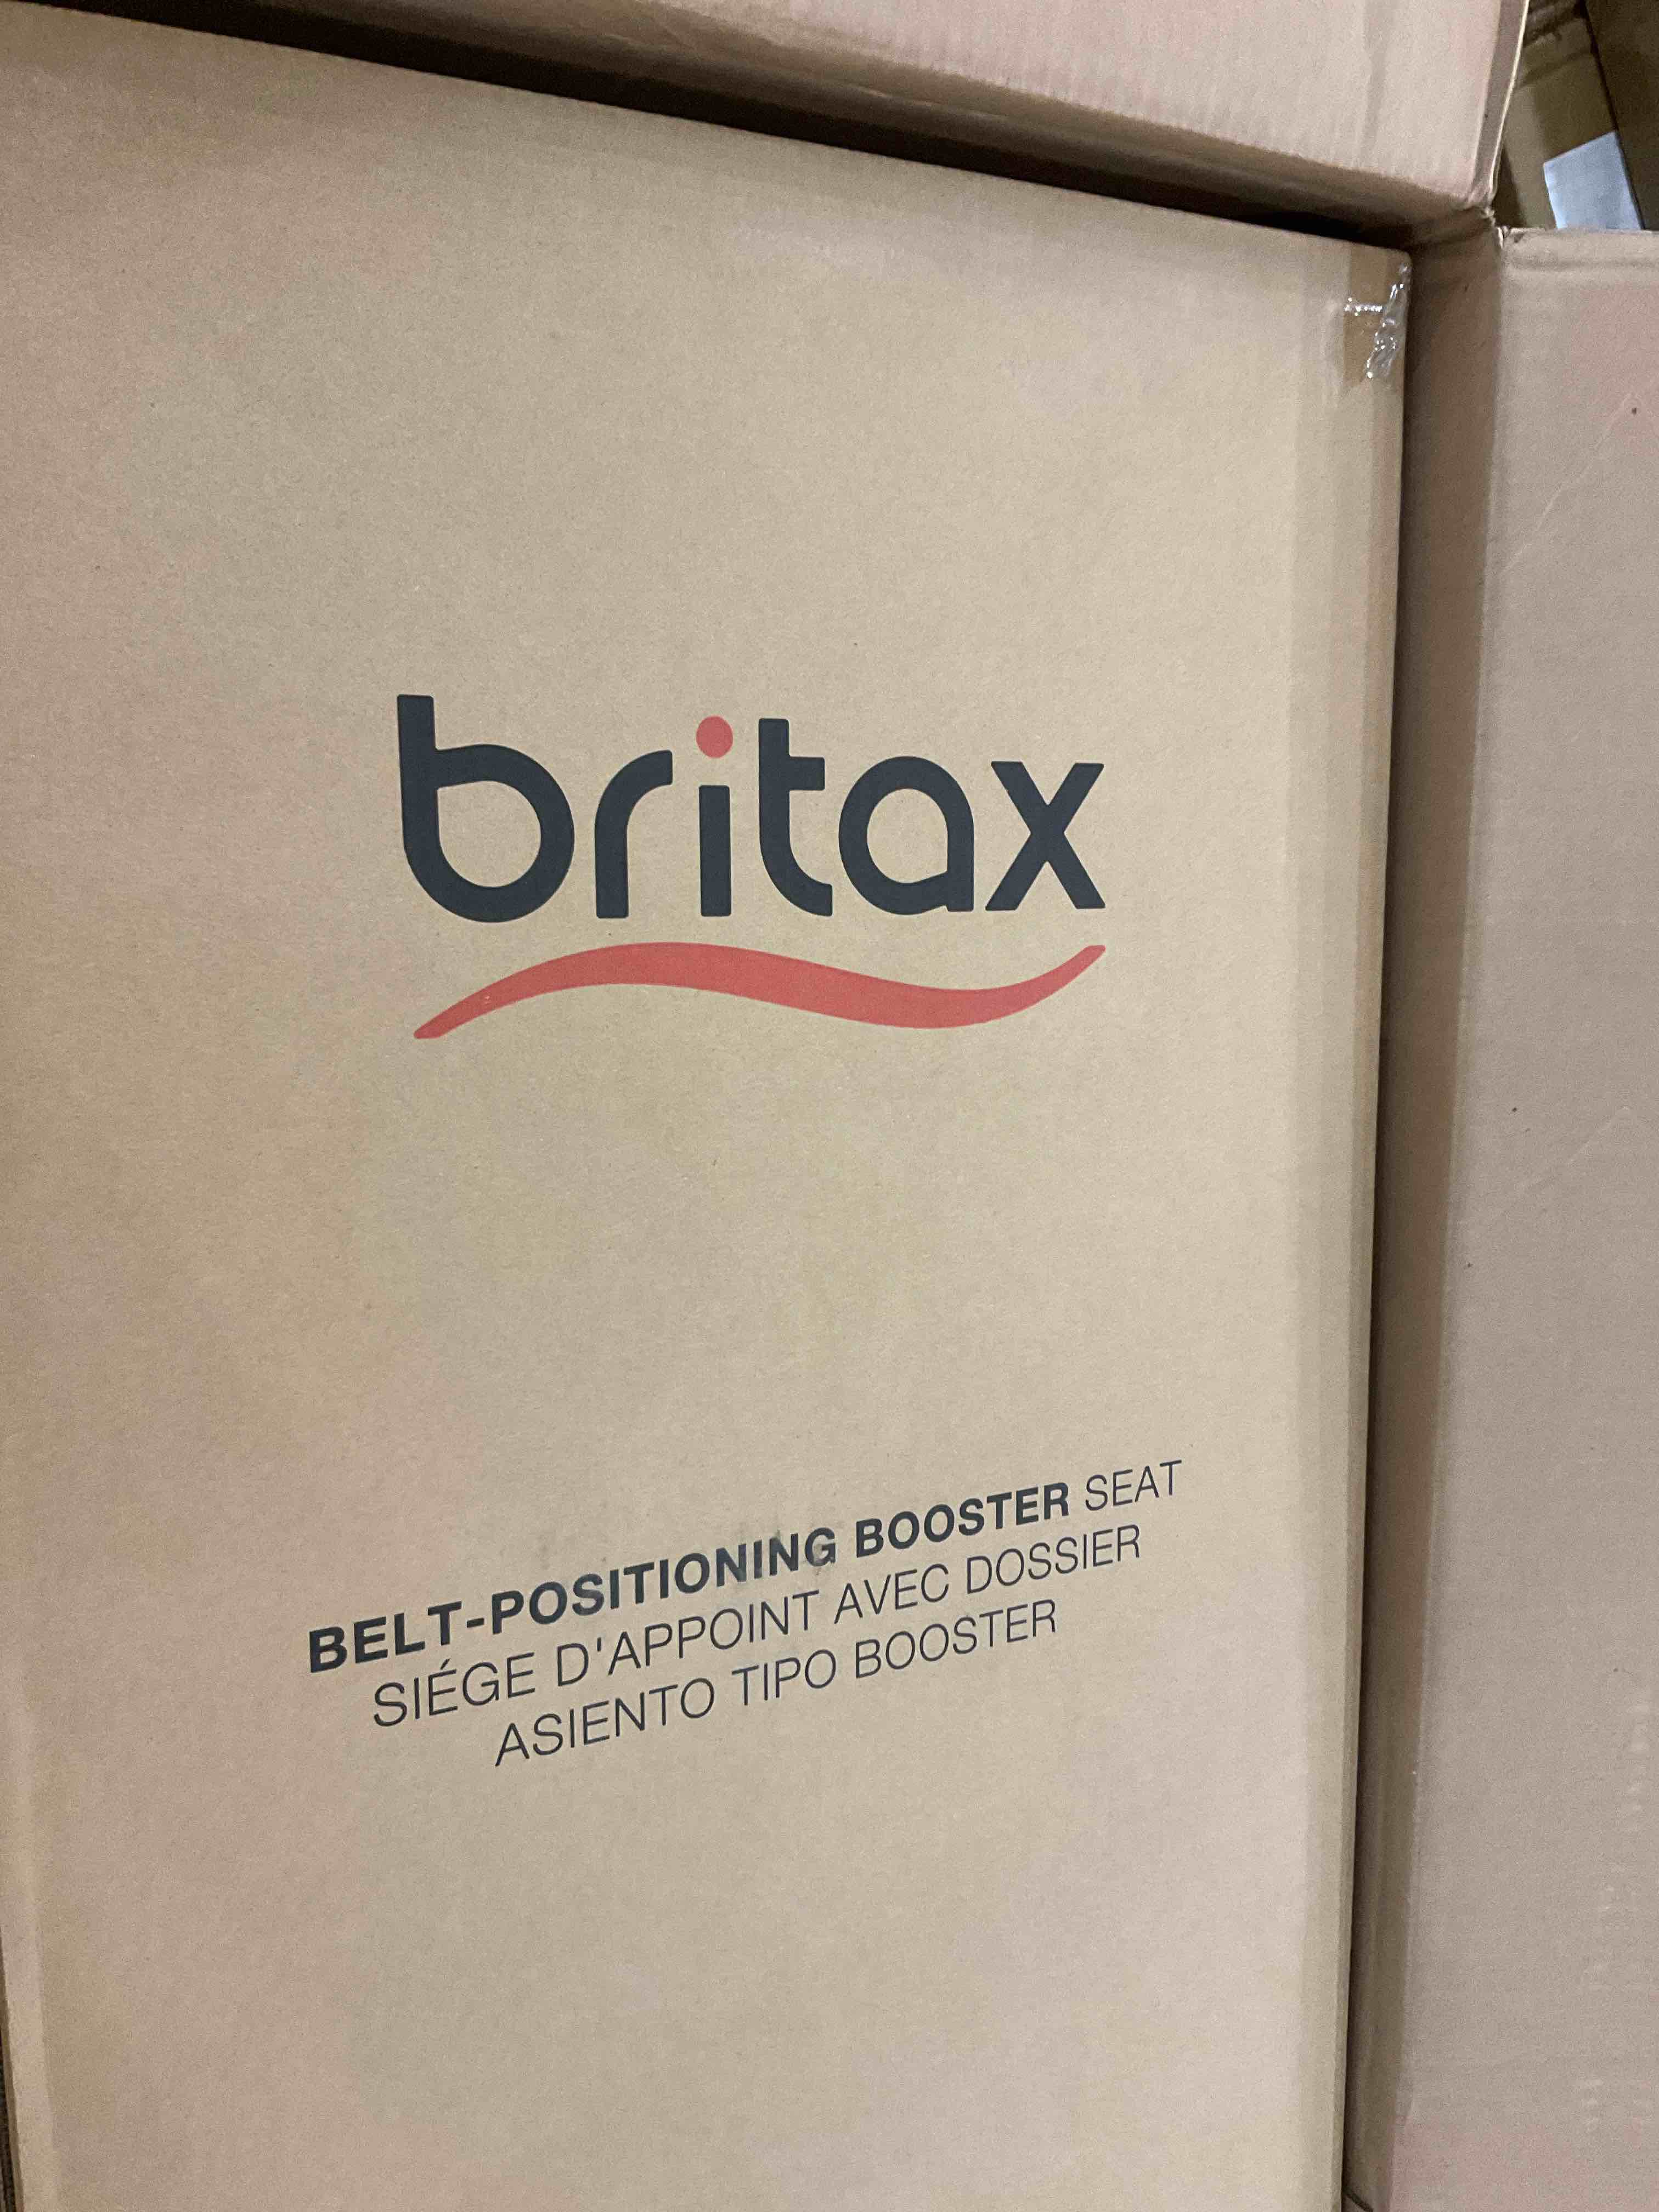 britax
BELT-POSITIONING BOOSTER SEAT
SIÉGE D'APPOINT AVEC DOSSIER
ASIENTO TIPO BOOSTER